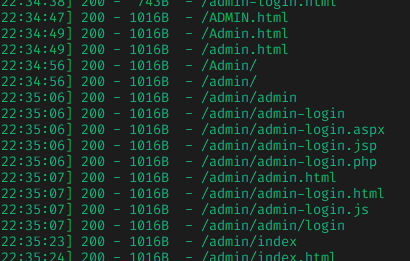 22:34:38] 200 -  743B  - /admin-login.html
22:34:47] 200 - 1016B  - /ADMIN.html
22:34:49] 200 - 1016B  - /Admin.html
22:34:49] 200 - 1016B  - /admin.html
22:34:56] 200 - 1016B  - /Admin/
22:34:56] 200 - 1016B  - /admin/
22:35:06] 200 - 1016B  - /admin/admin
22:35:06] 200 - 1016B  - /admin/admin-login
22:35:06] 200 - 1016B  - /admin/admin-login.aspx
22:35:06] 200 - 1016B  - /admin/admin-login.jsp
22:35:06] 200 - 1016B  - /admin/admin-login.php
22:35:07] 200 - 1016B  - /admin/admin.html
22:35:07] 200 - 1016B  - /admin/admin-login.html
22:35:07] 200 - 1016B  - /admin/admin-login.js
22:35:07] 200 - 1016B  - /admin/admin/login
22:35:23] 200 - 1016B  - /admin/index
22:35:24] 200 - 1016B  - /admin/index.html